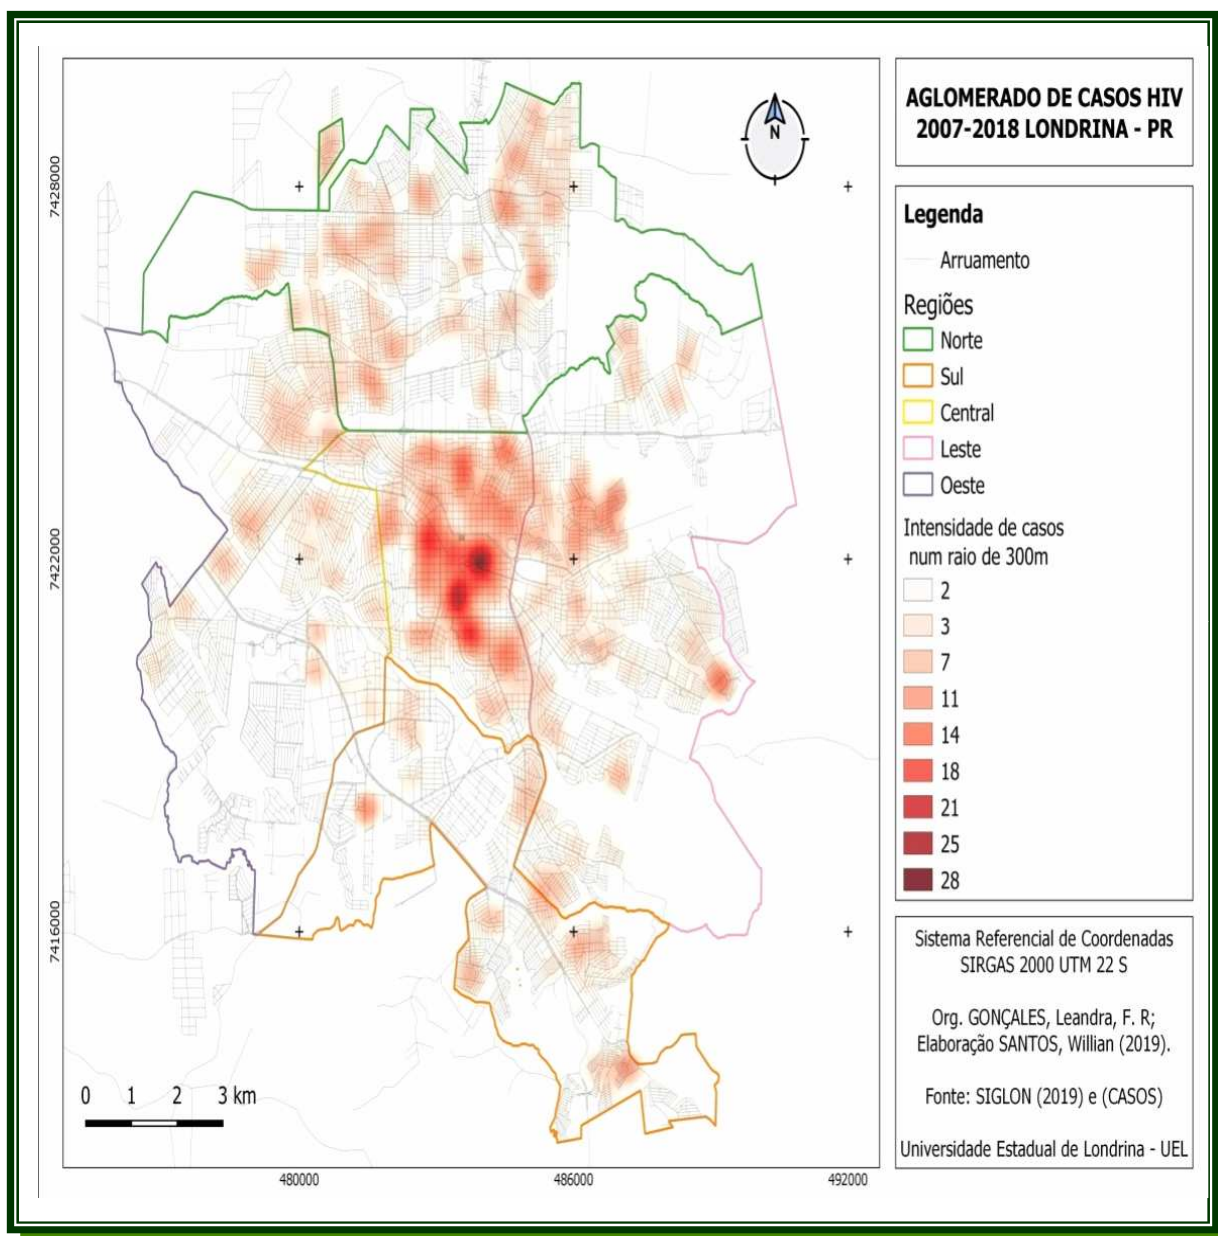 AGLOMERADO DE CASOS HIV
2007-2018 LONDRINA - PR
N
Legenda
Arruamento
Regiões
Norte
Sul
Central
Leste
Oeste
Intensidade de casos
num raio de 300m
2
3
7
11
14
18
21
25
28
Sistema Referencial de Coordenadas
SIRGAS 2000 UTM 22 S
Org. GONÇALES, Leandra, F. R;
Elaboração SANTOS, Willian (2019).
Fonte: SIGLON (2019) e (CASOS)
Universidade Estadual de Londrina - UEL
7428000
7422000
7416000
0 1 2 3 km
480000 486000 492000